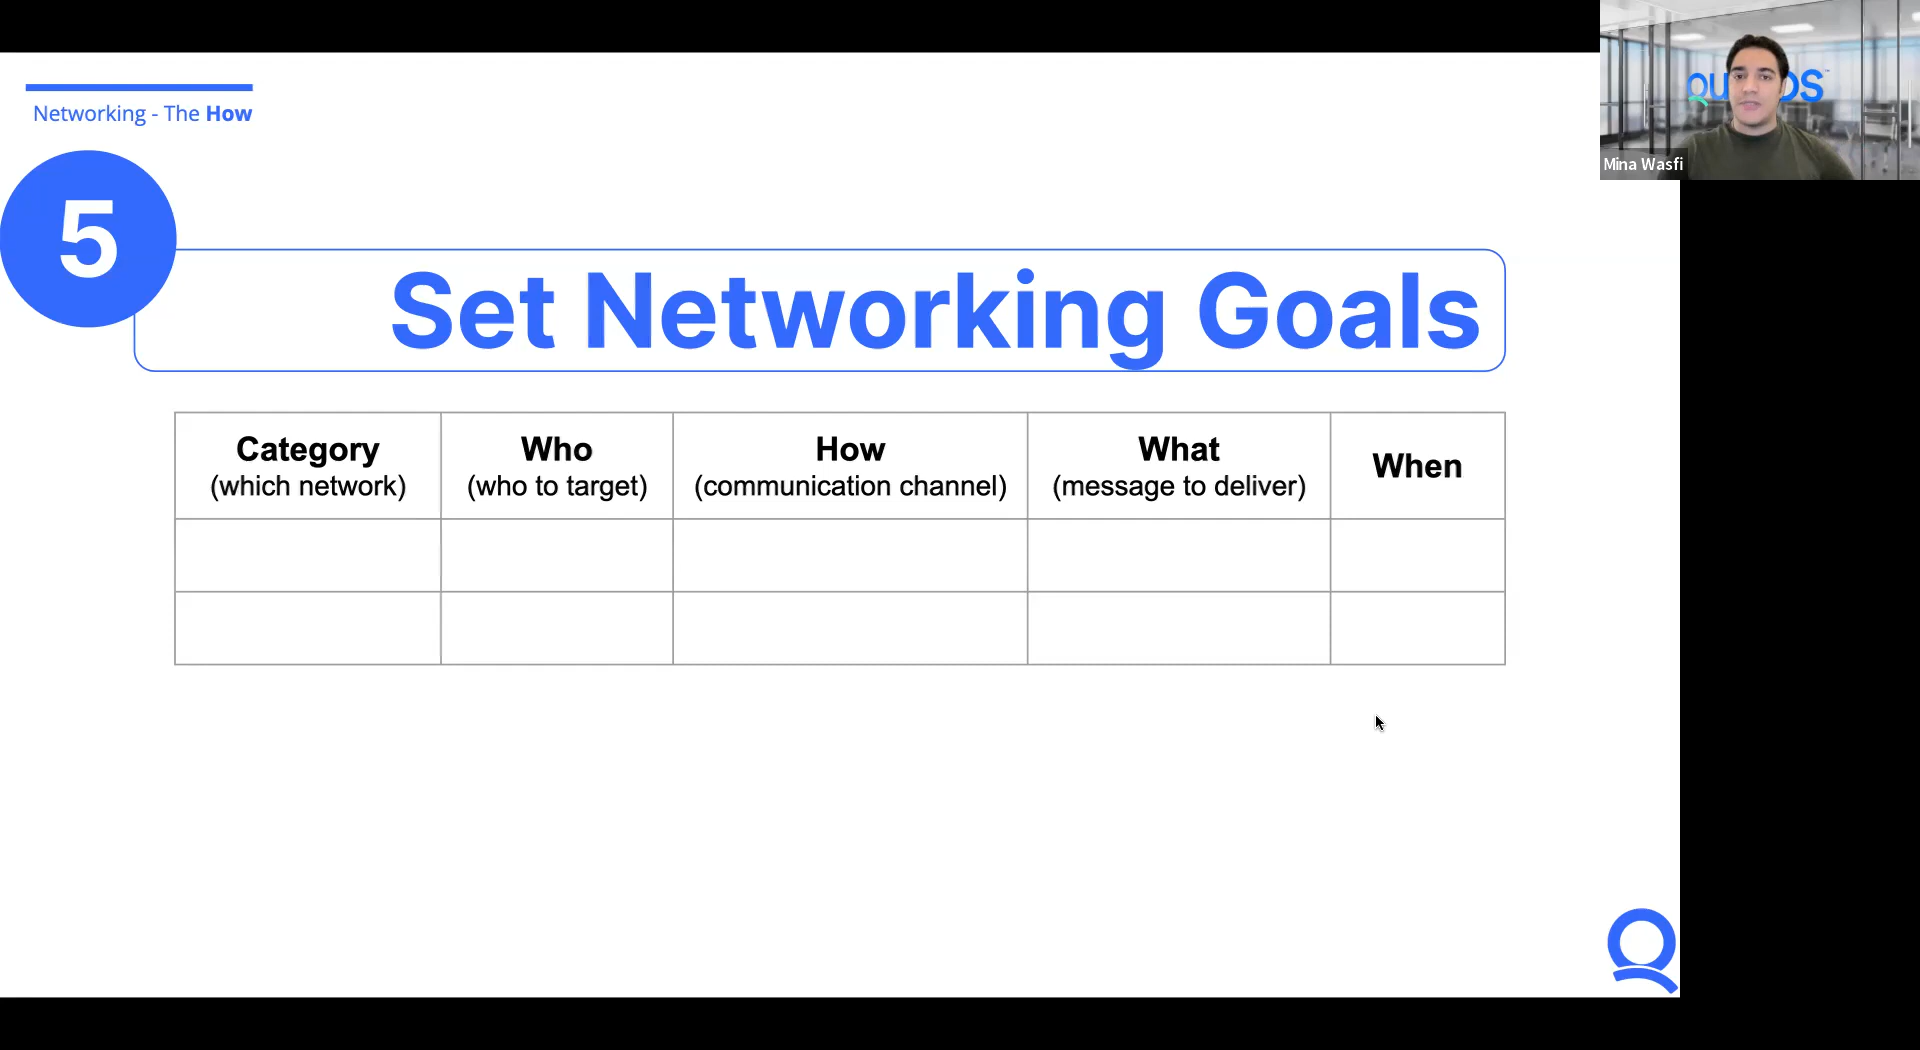 Networking - The How
5
Set Networking Goals
Category
(which network)
Who
(who to target)
How
(communication channel)
What
(message to deliver)
When
Mina Wasfi